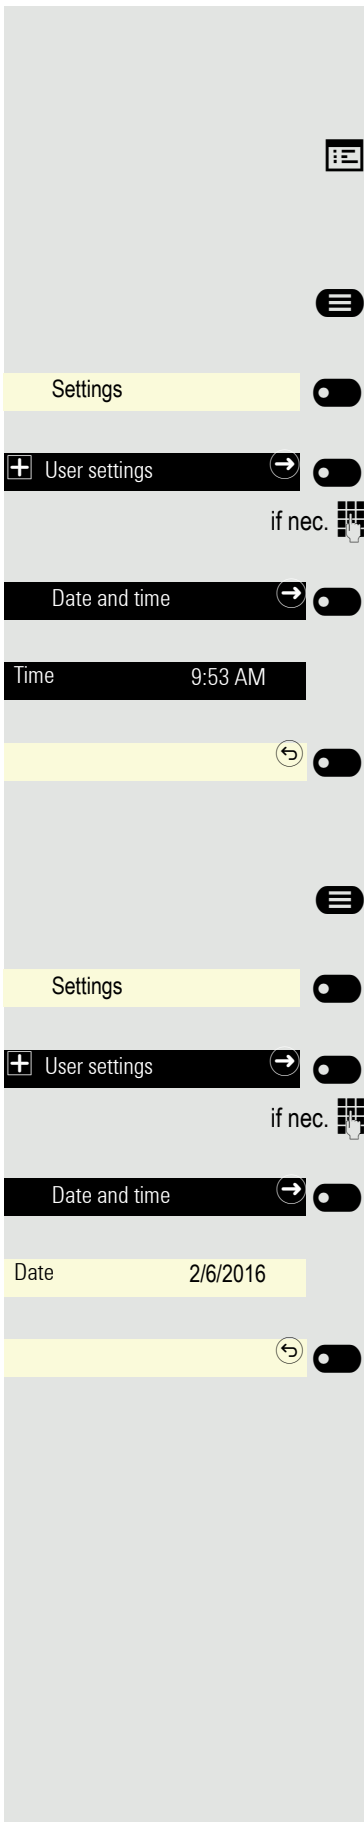 Settings
User settings
if nec.
Date and time
Time 9:53 AM
Settings
User settings
if nec.
Date and time
Date 2/6/2016